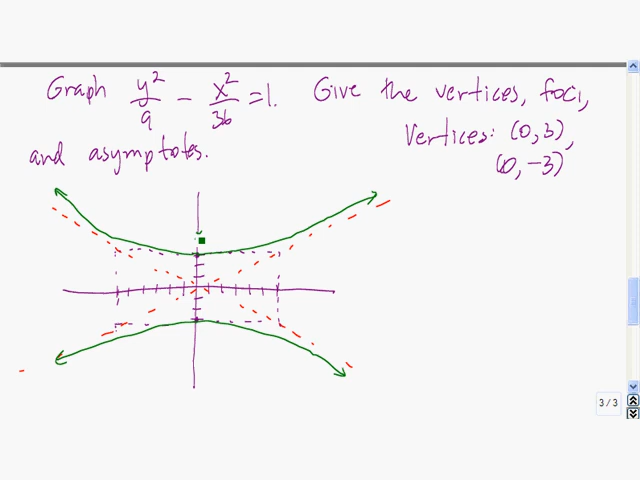 Graph y²/9 - x²/36 = 1. Give the vertices, foci,
and asymptotes.
Vertices: (0,3),
(0,-3)
3 / 3